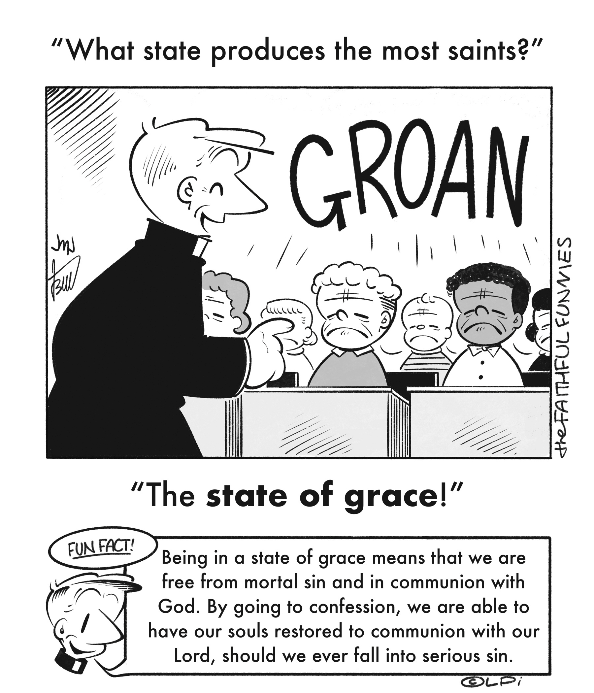 “What state produces the most saints?”
GROAN
the FAITHFUL FUNNIES
“The state of grace!”
FUN FACT!
Being in a state of grace means that we are
free from mortal sin and in communion with
God. By going to confession, we are able to
have our souls restored to communion with our
Lord, should we ever fall into serious sin.
©LPi